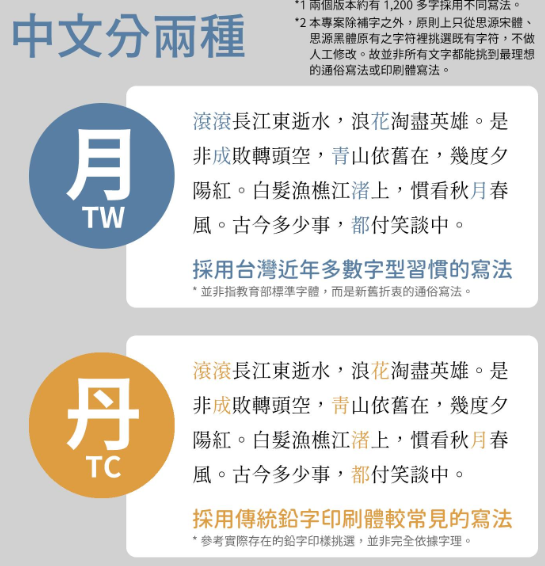 中文分兩種
*1 兩個版本約有 1,200 多字採用不同寫法。
*2 本專案除補字之外，原則上只從思源宋體、
思源黑體原有之字符裡挑選既有字符，不做
人工修改。故並非所有文字都能挑到最理想
的通俗寫法或印刷體寫法。
月
TW
滾滾長江東逝水，浪花淘盡英雄。是
非成敗轉頭空，青山依舊在，幾度夕
陽紅。白髮漁樵江渚上，慣看秋月春
風。古今多少事，都付笑談中。
採用台灣近年多數字型習慣的寫法
* 並非指教育部標準字體，而是新舊折衷的通俗寫法。
丹
TC
滾滾長江東逝水，浪花淘盡英雄。是
非成敗轉頭空，靑山依舊在，幾度夕
陽紅。白髮漁樵江渚上，慣看秋月春
風。古今多少事，都付笑談中。
採用傳統鉛字印刷體較常見的寫法
* 參考實際存在的鉛字印樣挑選，並非完全依據字理。